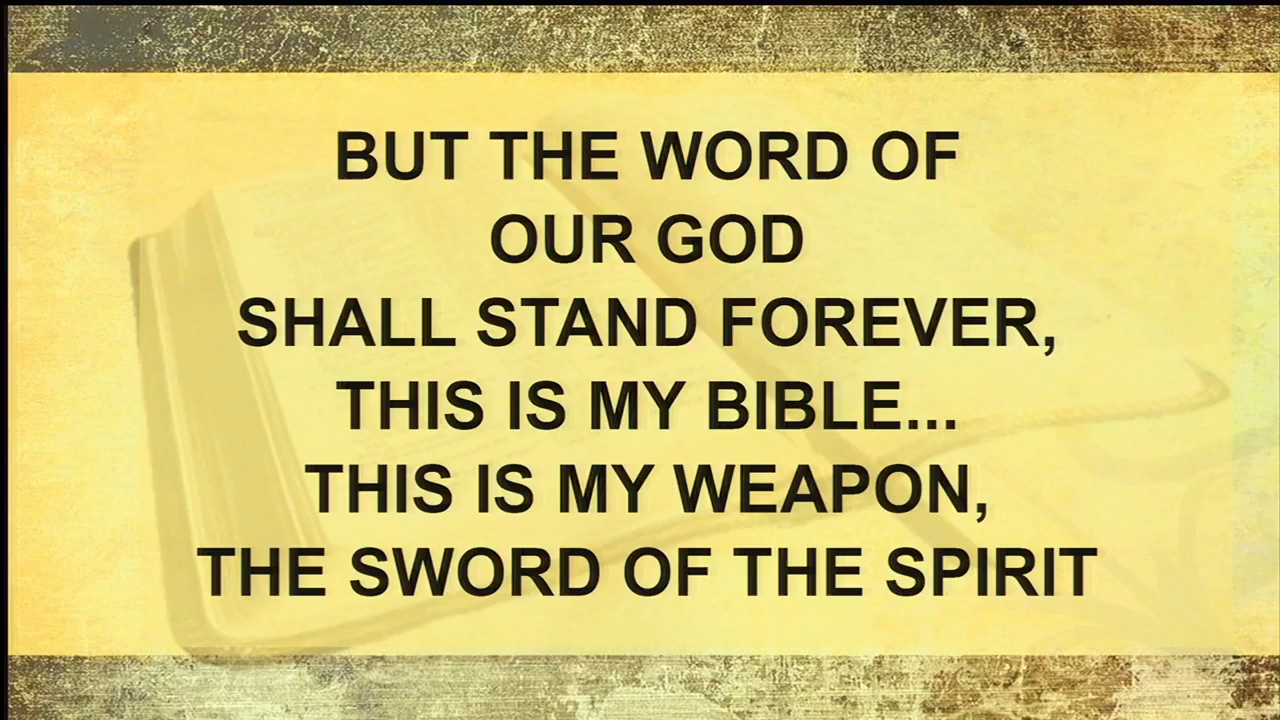 BUT THE WORD OF
OUR GOD
SHALL STAND FOREVER,
THIS IS MY BIBLE...
THIS IS MY WEAPON,
THE SWORD OF THE SPIRIT